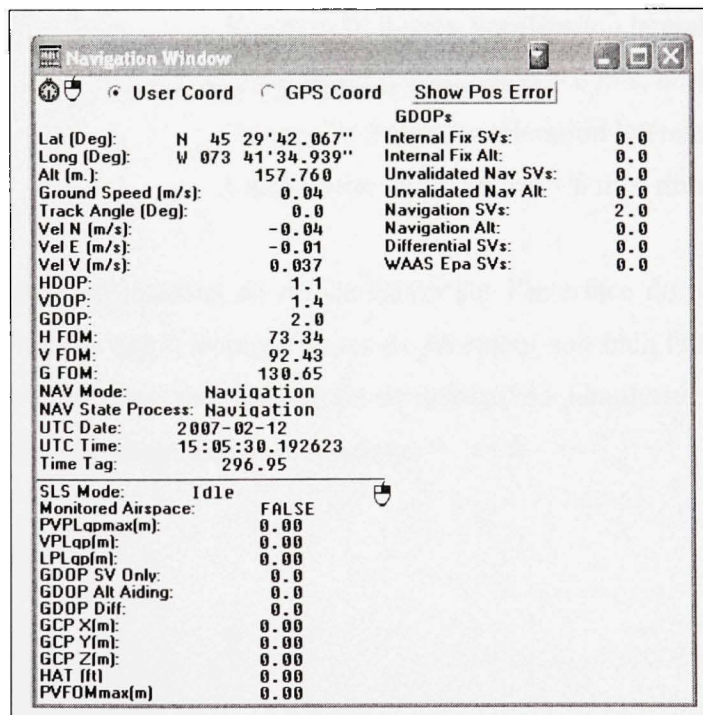 Navigation Window
User Coord GPS Coord Show Pos Error
GDOPs
Lat (Deg): N 45 29'42.067" Internal Fix SVs: 0.0
Long (Deg): W 073 41'34.939" Internal Fix Alt: 0.0
Alt (m.): 157.760 Unvalidated Nav SVs: 0.0
Ground Speed (m/s): 0.04 Unvalidated Nav Alt: 0.0
Track Angle (Deg): 0.0 Navigation SVs: 2.0
Vel N (m/s): -0.04 Navigation Alt: 0.0
Vel E (m/s): -0.01 Differential SVs: 0.0
Vel V (m/s): 0.037 WAAS Epa SVs: 0.0
HDOP: 1.1
VDOP: 1.4
GDOP: 2.0
H FOM: 73.34
V FOM: 92.43
G FOM: 130.65
NAV Mode: Navigation
NAV State Process: Navigation
UTC Date: 2007-02-12
UTC Time: 15:05:30.192623
Time Tag: 296.95
SLS Mode: Idle
Monitored Airspace: FALSE
PVPLgpmax(m): 0.00
VPLgp(m): 0.00
LPLgp(m): 0.00
GDOP SV Only: 0.0
GDOP Alt Aiding: 0.0
GDOP Diff: 0.0
GCP X(m): 0.00
GCP Y(m): 0.00
GCP Z(m): 0.00
HAT (ft) 0.00
PVFOMmax(m) 0.00